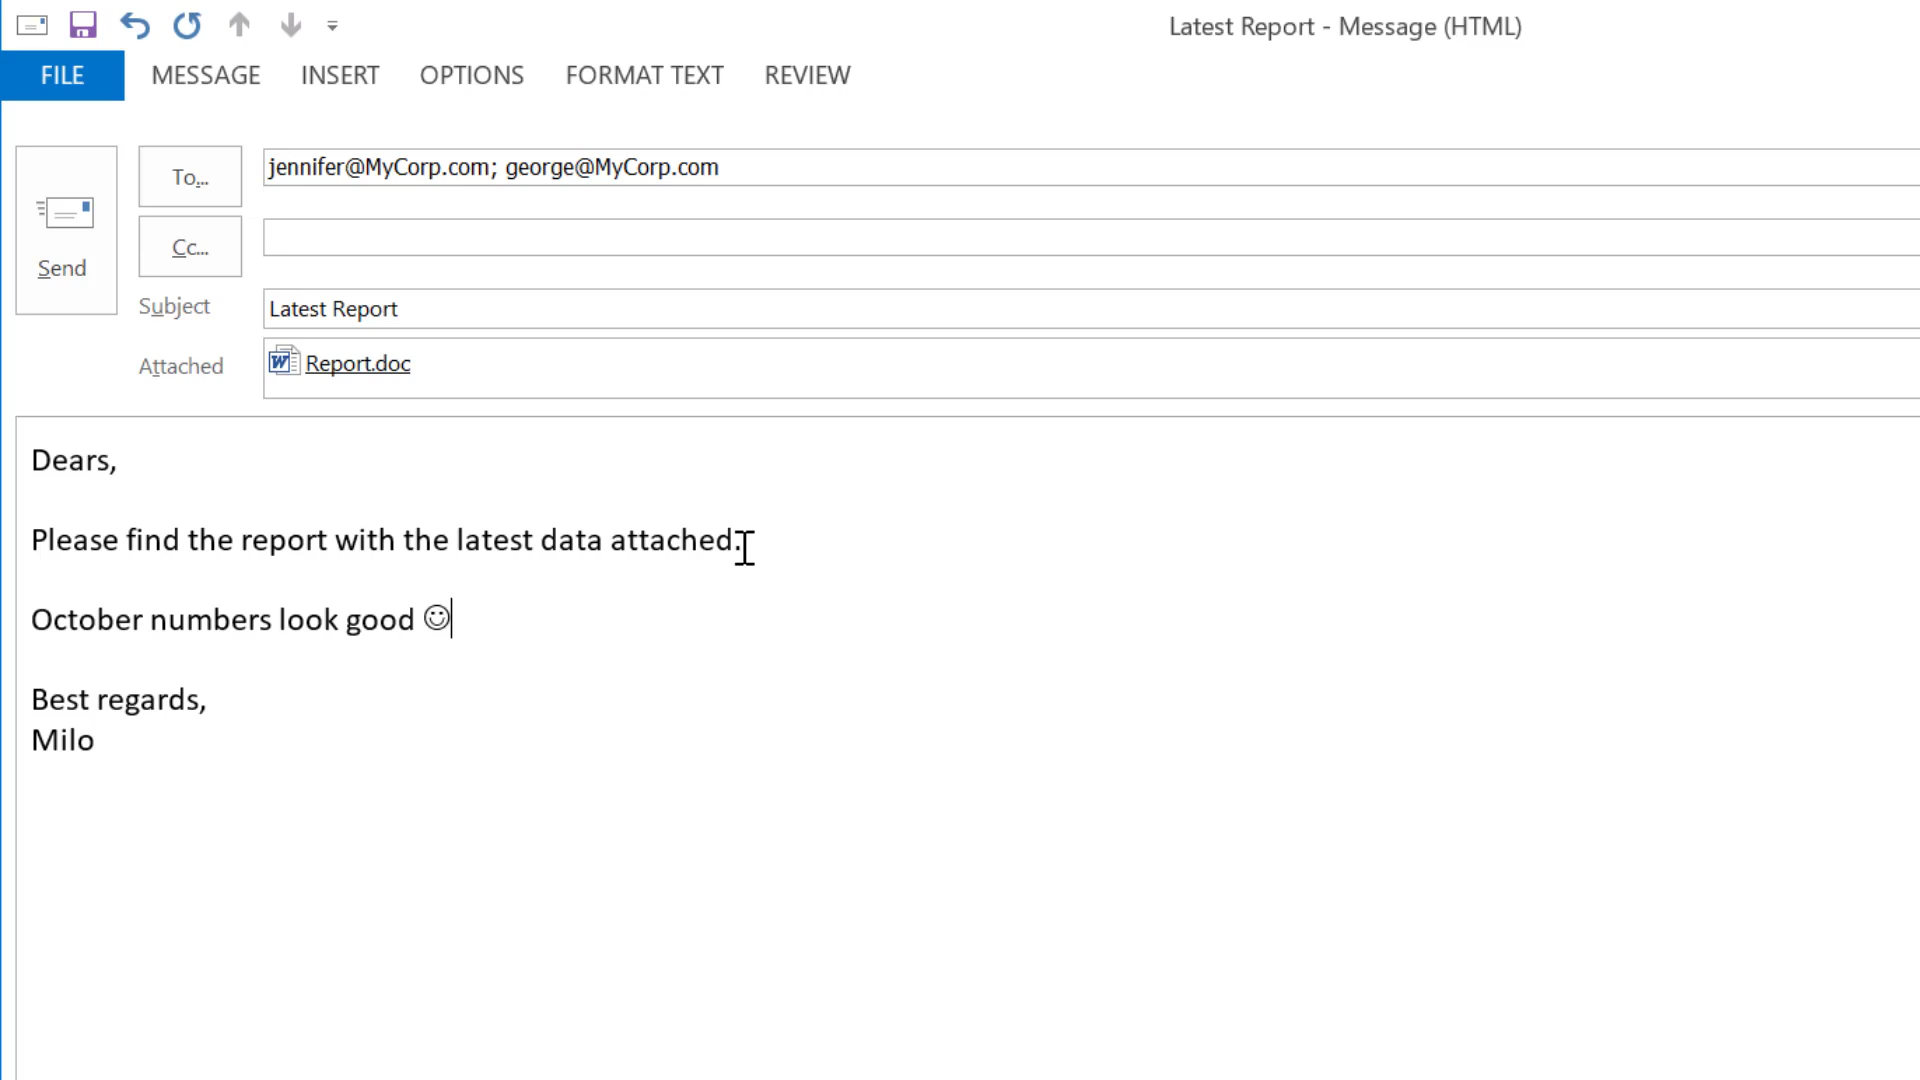 Latest Report - Message (HTML)
FILE MESSAGE INSERT OPTIONS FORMAT TEXT REVIEW
To... jennifer@MyCorp.com; george@MyCorp.com
Cc...
Send
Subject Latest Report
Attached Report.doc
Dears,
Please find the report with the latest data attached.
October numbers look good ☺
Best regards,
Milo